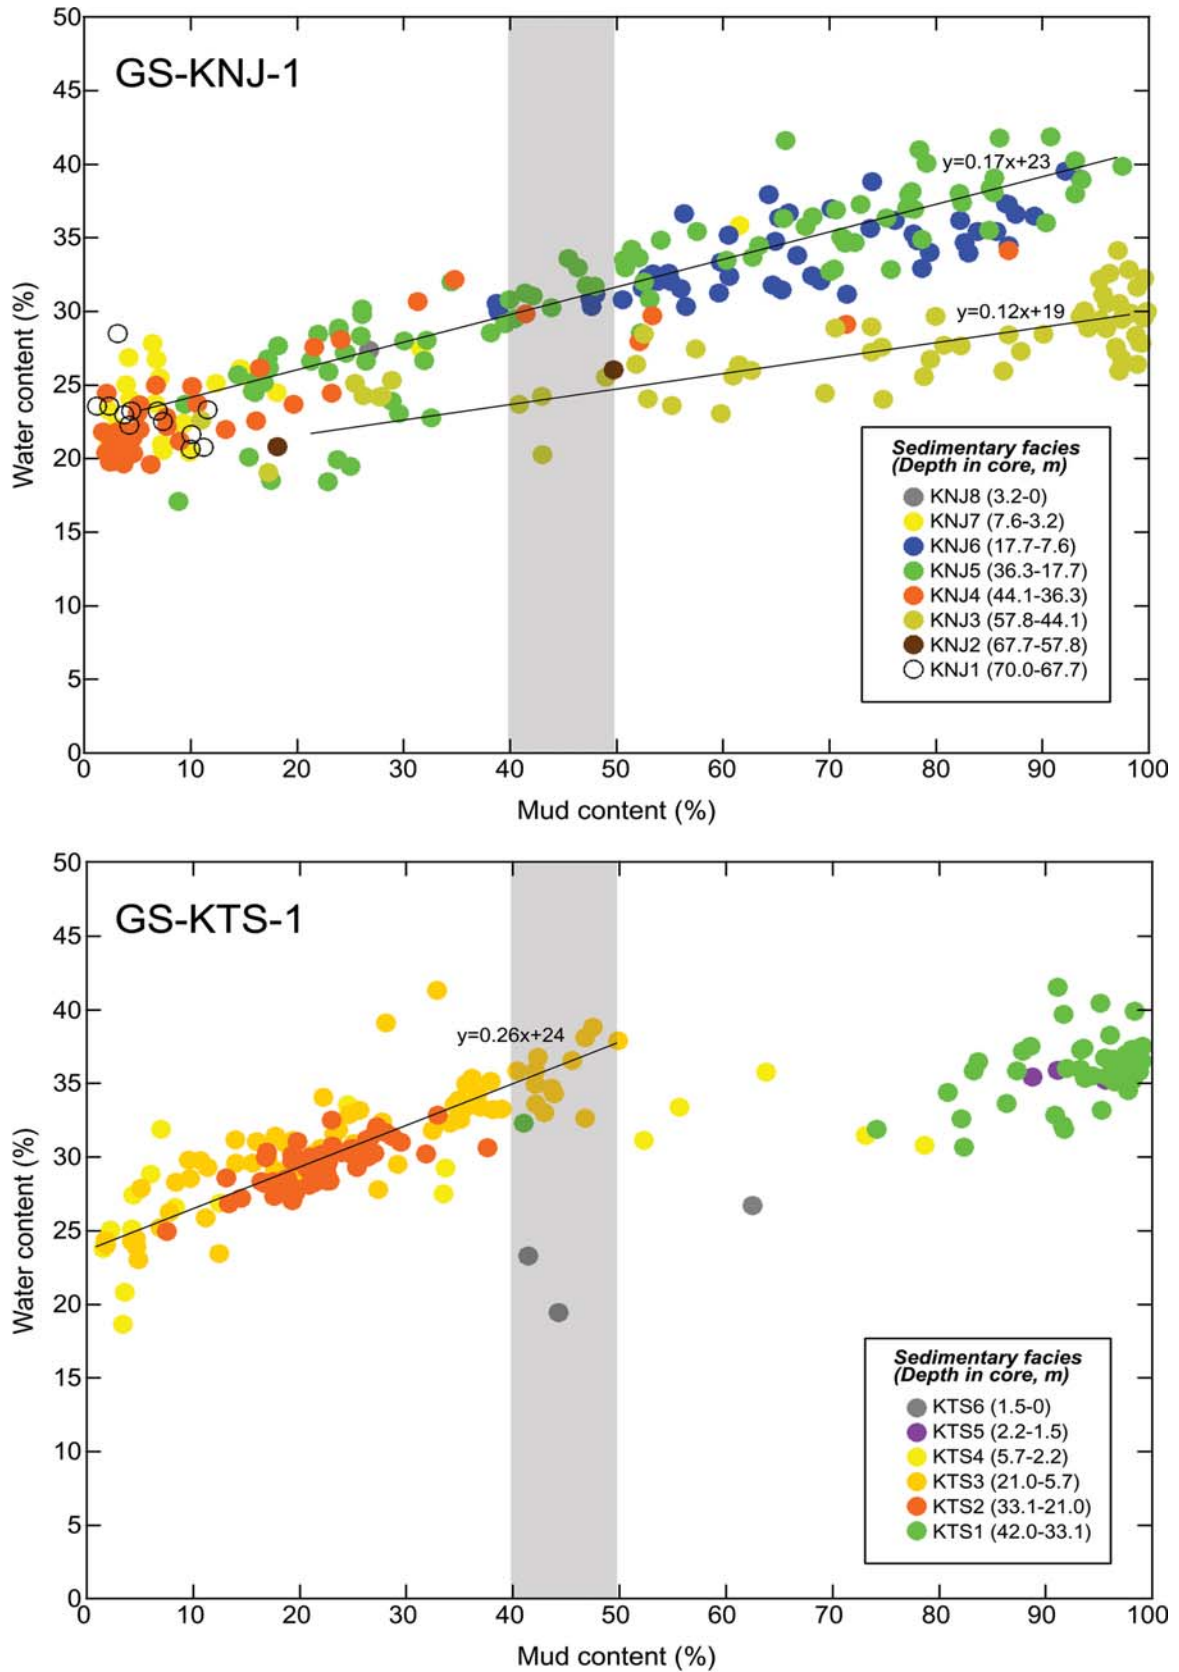 GS-KNJ-1
50
45
40
35
30
25
20
15
10
5
0
Water content (%)
y=0.17x+23
y=0.12x+19
Sedimentary facies
(Depth in core, m)
KNJ8 (3.2-0)
KNJ7 (7.6-3.2)
KNJ6 (17.7-7.6)
KNJ5 (36.3-17.7)
KNJ4 (44.1-36.3)
KNJ3 (57.8-44.1)
KNJ2 (67.7-57.8)
KNJ1 (70.0-67.7)
0 10 20 30 40 50 60 70 80 90 100
Mud content (%)
GS-KTS-1
50
45
40
35
30
25
20
15
10
5
0
Water content (%)
y=0.26x+24
Sedimentary facies
(Depth in core, m)
KTS6 (1.5-0)
KTS5 (2.2-1.5)
KTS4 (5.7-2.2)
KTS3 (21.0-5.7)
KTS2 (33.1-21.0)
KTS1 (42.0-33.1)
0 10 20 30 40 50 60 70 80 90 100
Mud content (%)